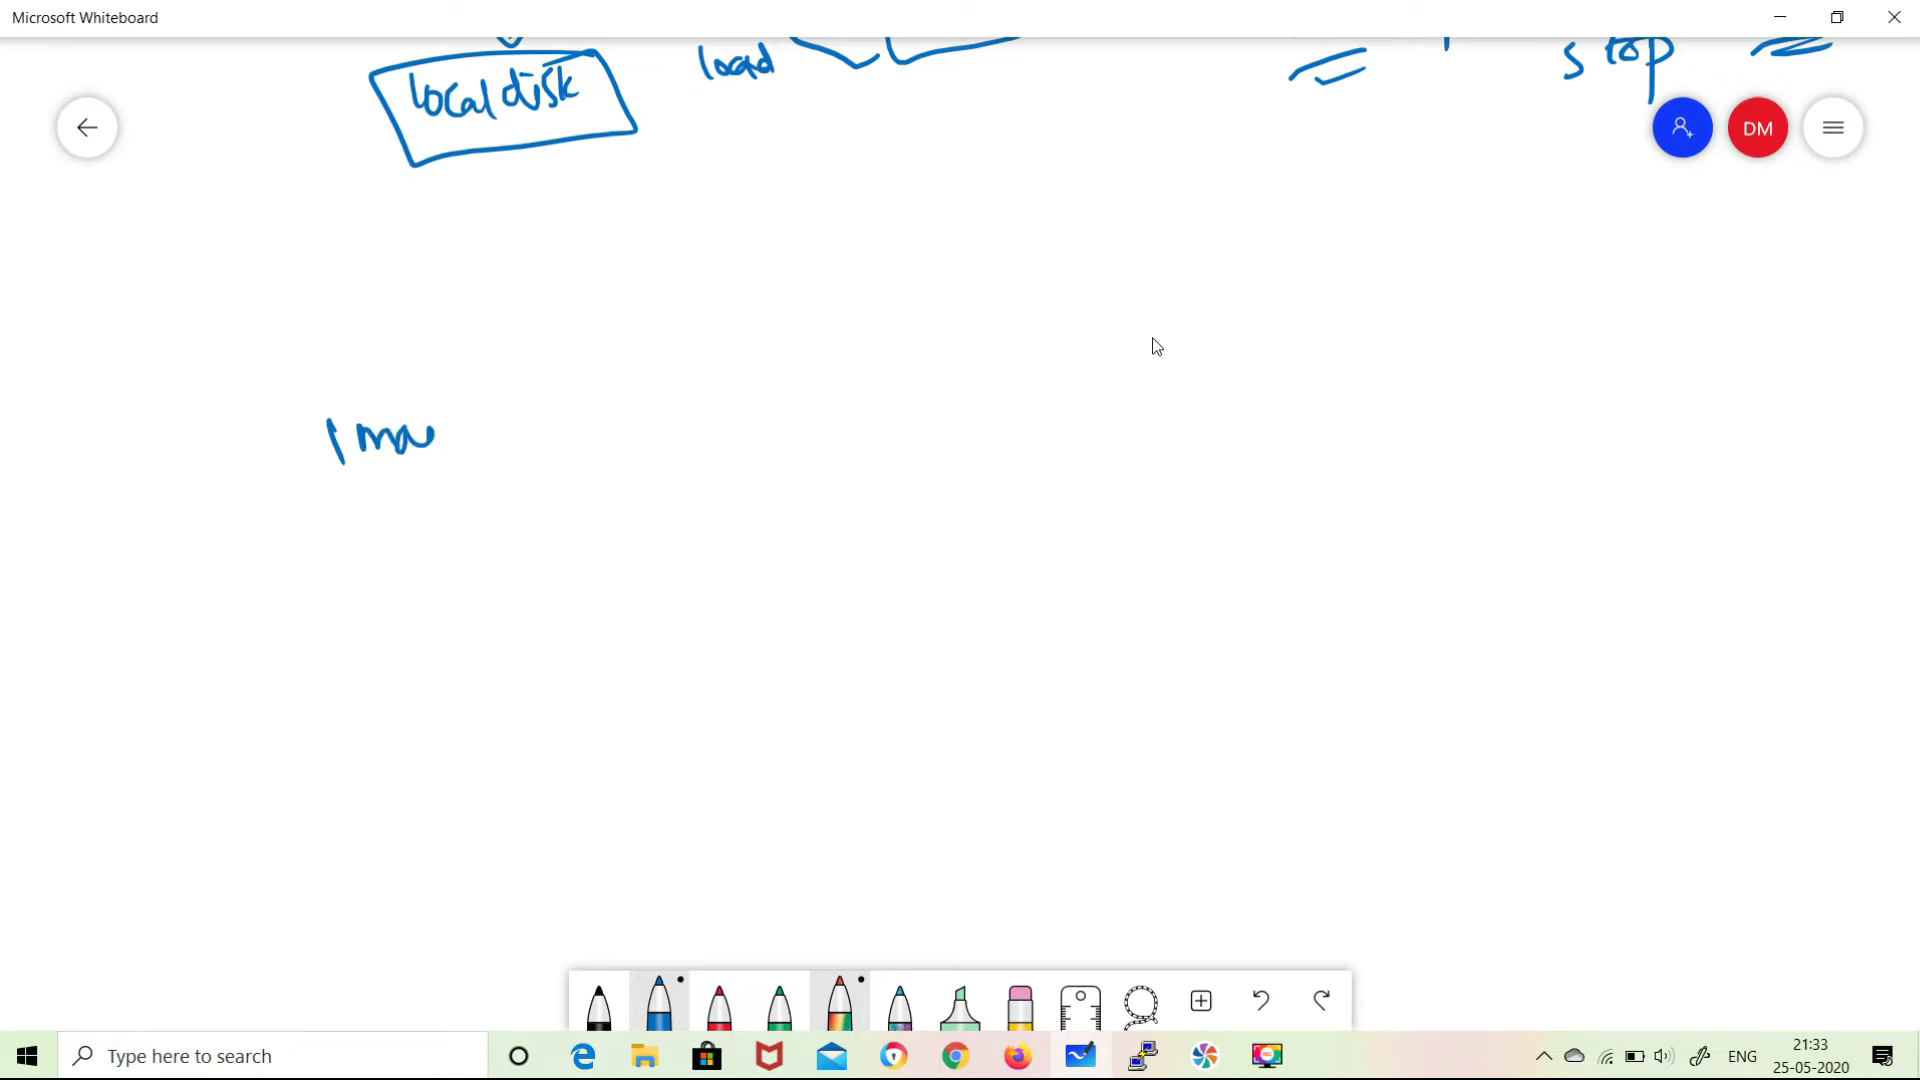 Microsoft Whiteboard
local disk
load
stop
DM
Type here to search
ENG
21:33
25-05-2020